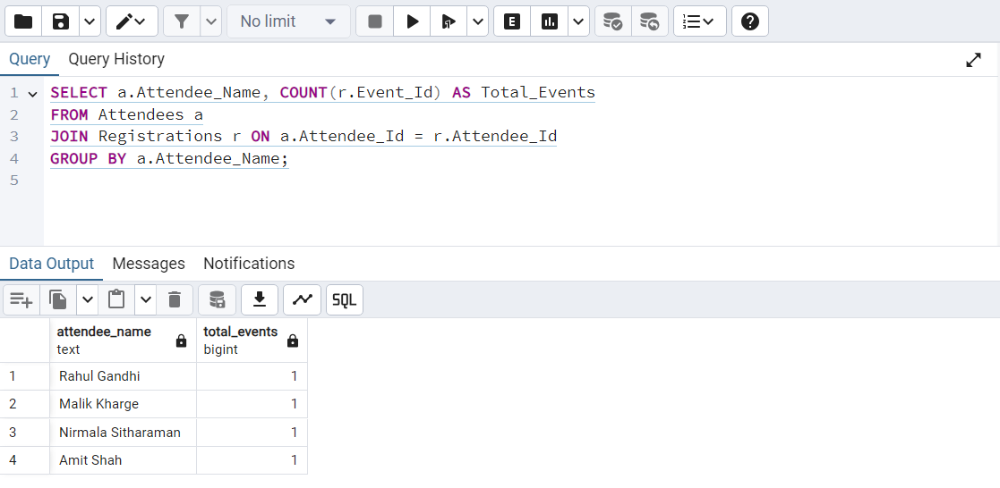 No limit
E
SQL
Query Query History
1 SELECT a.Attendee_Name, COUNT(r.Event_Id) AS Total_Events
2 FROM Attendees a
3 JOIN Registrations r ON a.Attendee_Id = r.Attendee_Id
4 GROUP BY a.Attendee_Name;
5
Data Output Messages Notifications
SQL
attendee_name total_events
text bigint
1 Rahul Gandhi 1
2 Malik Kharge 1
3 Nirmala Sitharaman 1
4 Amit Shah 1